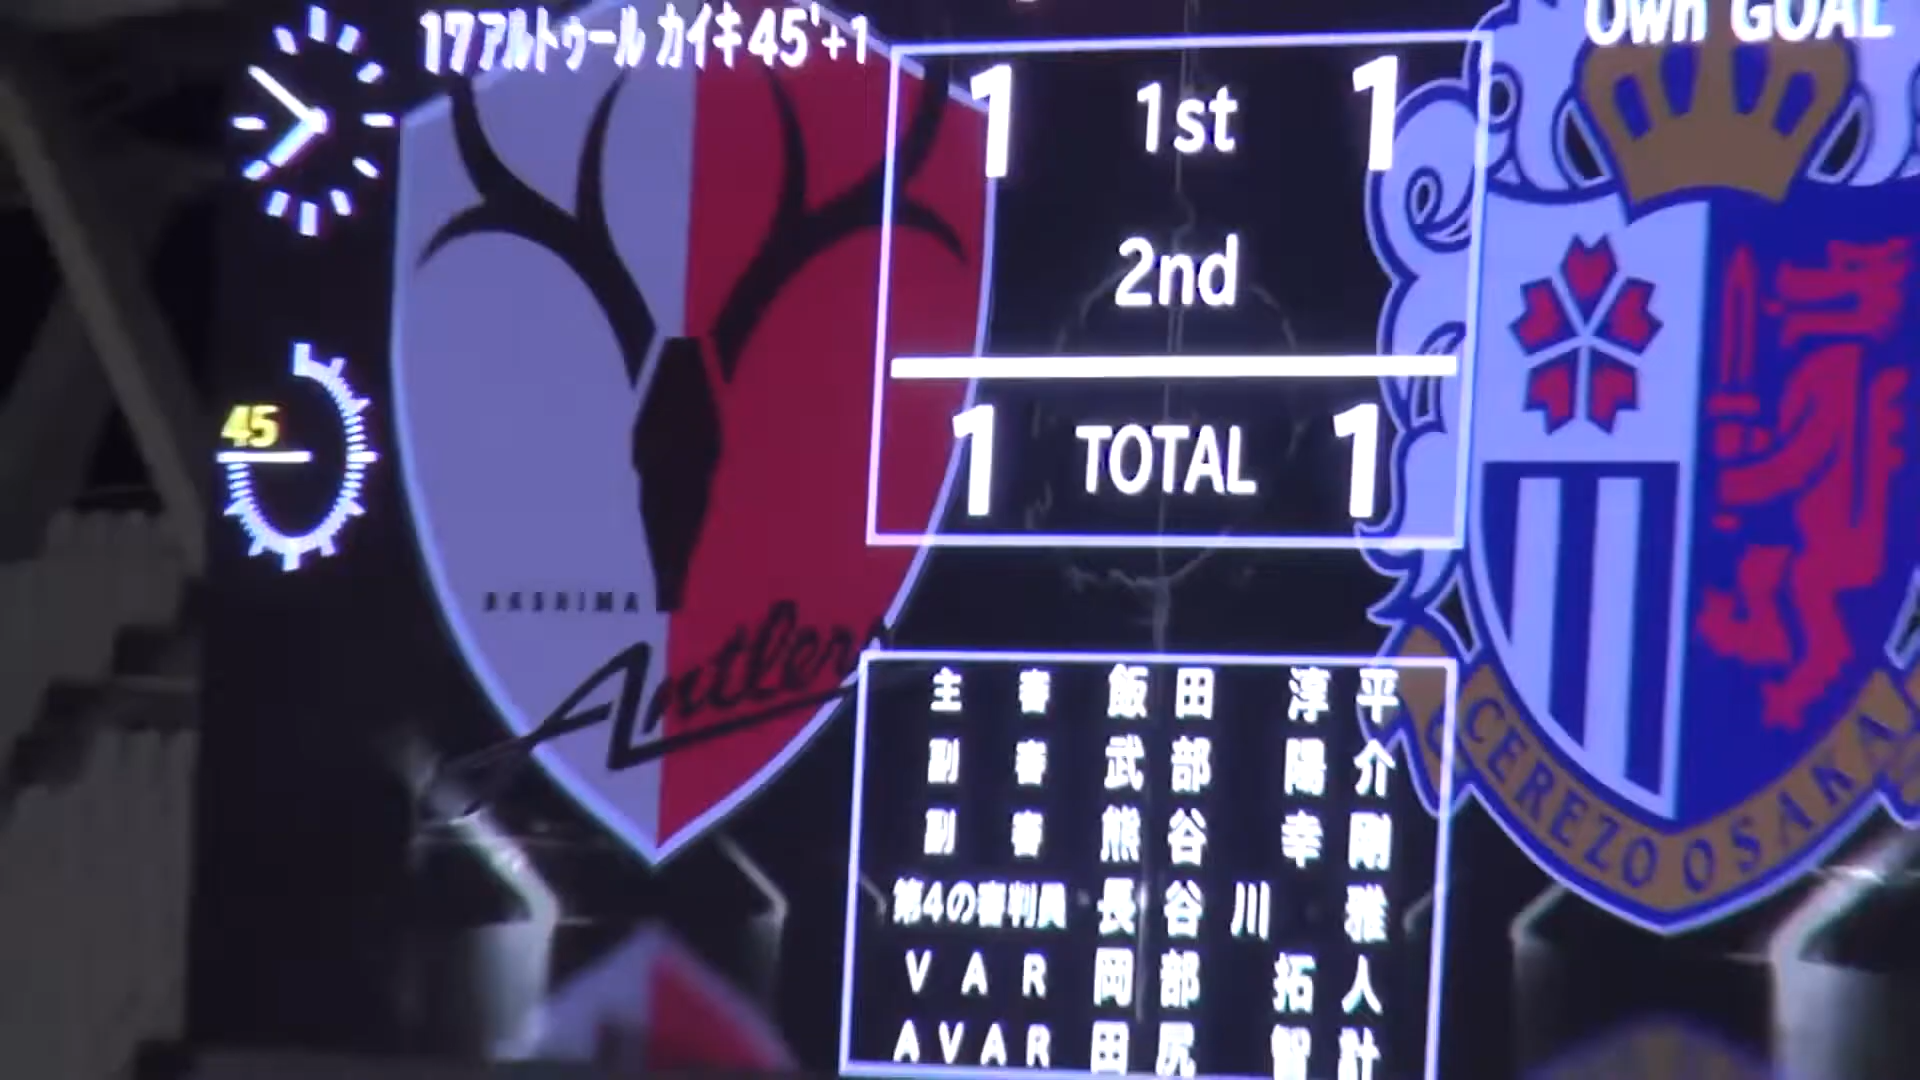 17アルトゥール カイキ 45'+1
Own GOAL
1 1st 1
2nd
45
1 TOTAL 1
KASHIMA
Antlers
CEREZO OSAKA
主審 飯田 淳平
副審 武部 陽介
副審 熊谷 幸剛
第4の審判員 長谷川 雅
VAR 岡部 拓人
AVAR 田尻 智計